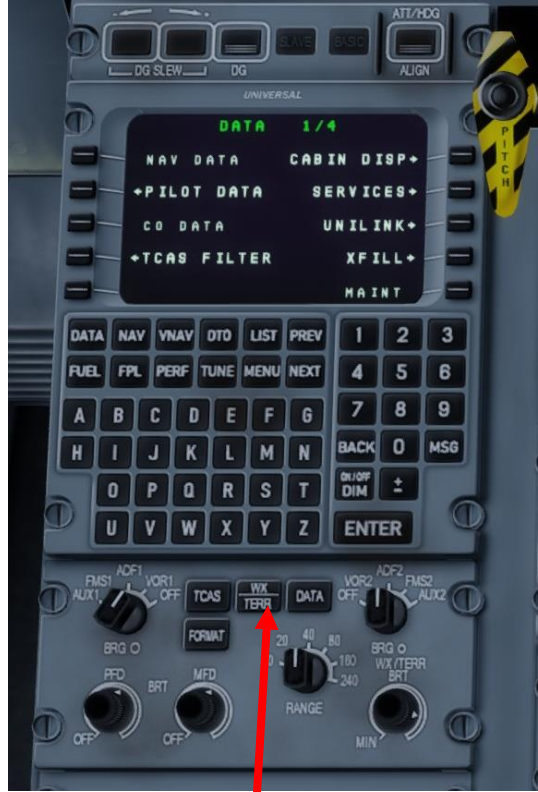 ATT/HDG
SLAVE BASIC
DG SLEW DG ALIGN
UNIVERSAL
DATA 1/4
NAV DATA CABIN DISP→
←PILOT DATA SERVICES→
CO DATA UNILINK→
←TCAS FILTER XFILL→
MAINT
PITCH
DATA NAV VNAV DTO LIST PREV 1 2 3
FUEL FPL PERF TUNE MENU NEXT 4 5 6
A B C D E F G 7 8 9
H I J K L M N BACK 0 MSG
O P Q R S T ON/OFF DIM ±
U V W X Y Z ENTER
ADF1 ADF2
FMS1 VOR1 WX VOR2 FMS2
AUX1 OFF TCAS TERR DATA OFF AUX2
FORMAT
BRG O 20 40 80 BRG O
160 WX/TERR
PFD MFD 240 BRT
BRT
RANGE
OFF OFF MIN